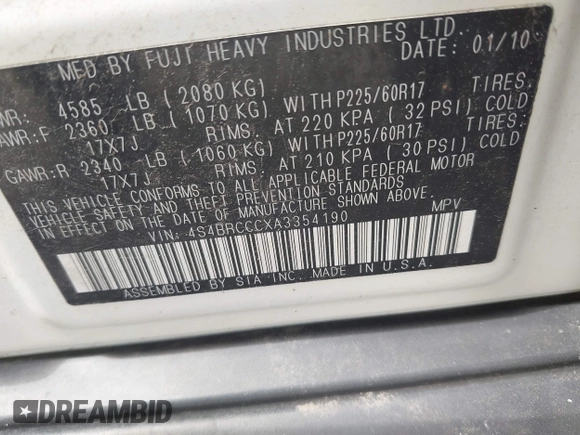 MFD BY FUJI HEAVY INDUSTRIES LTD.
DATE: 01/10
WR: 4585 LB ( 2080 KG)
GAWR:F 2360 LB ( 1070 KG) WITH P225/60R17 TIRES,
17X7J RIMS, AT 220 KPA ( 32 PSI) COLD
GAWR:R 2340 LB ( 1060 KG) WITH P225/60R17 TIRES,
17X7J RIMS, AT 210 KPA ( 30 PSI) COLD
THIS VEHICLE CONFORMS TO ALL APPLICABLE FEDERAL MOTOR
VEHICLE SAFETY AND THEFT PREVENTION STANDARDS
IN EFFECT ON THE DATE OF MANUFACTURE SHOWN ABOVE.
VIN: 4S4BRCCCXA3354190 MPV
ASSEMBLED BY SIA INC. MADE IN U.S.A.
DREAMBID